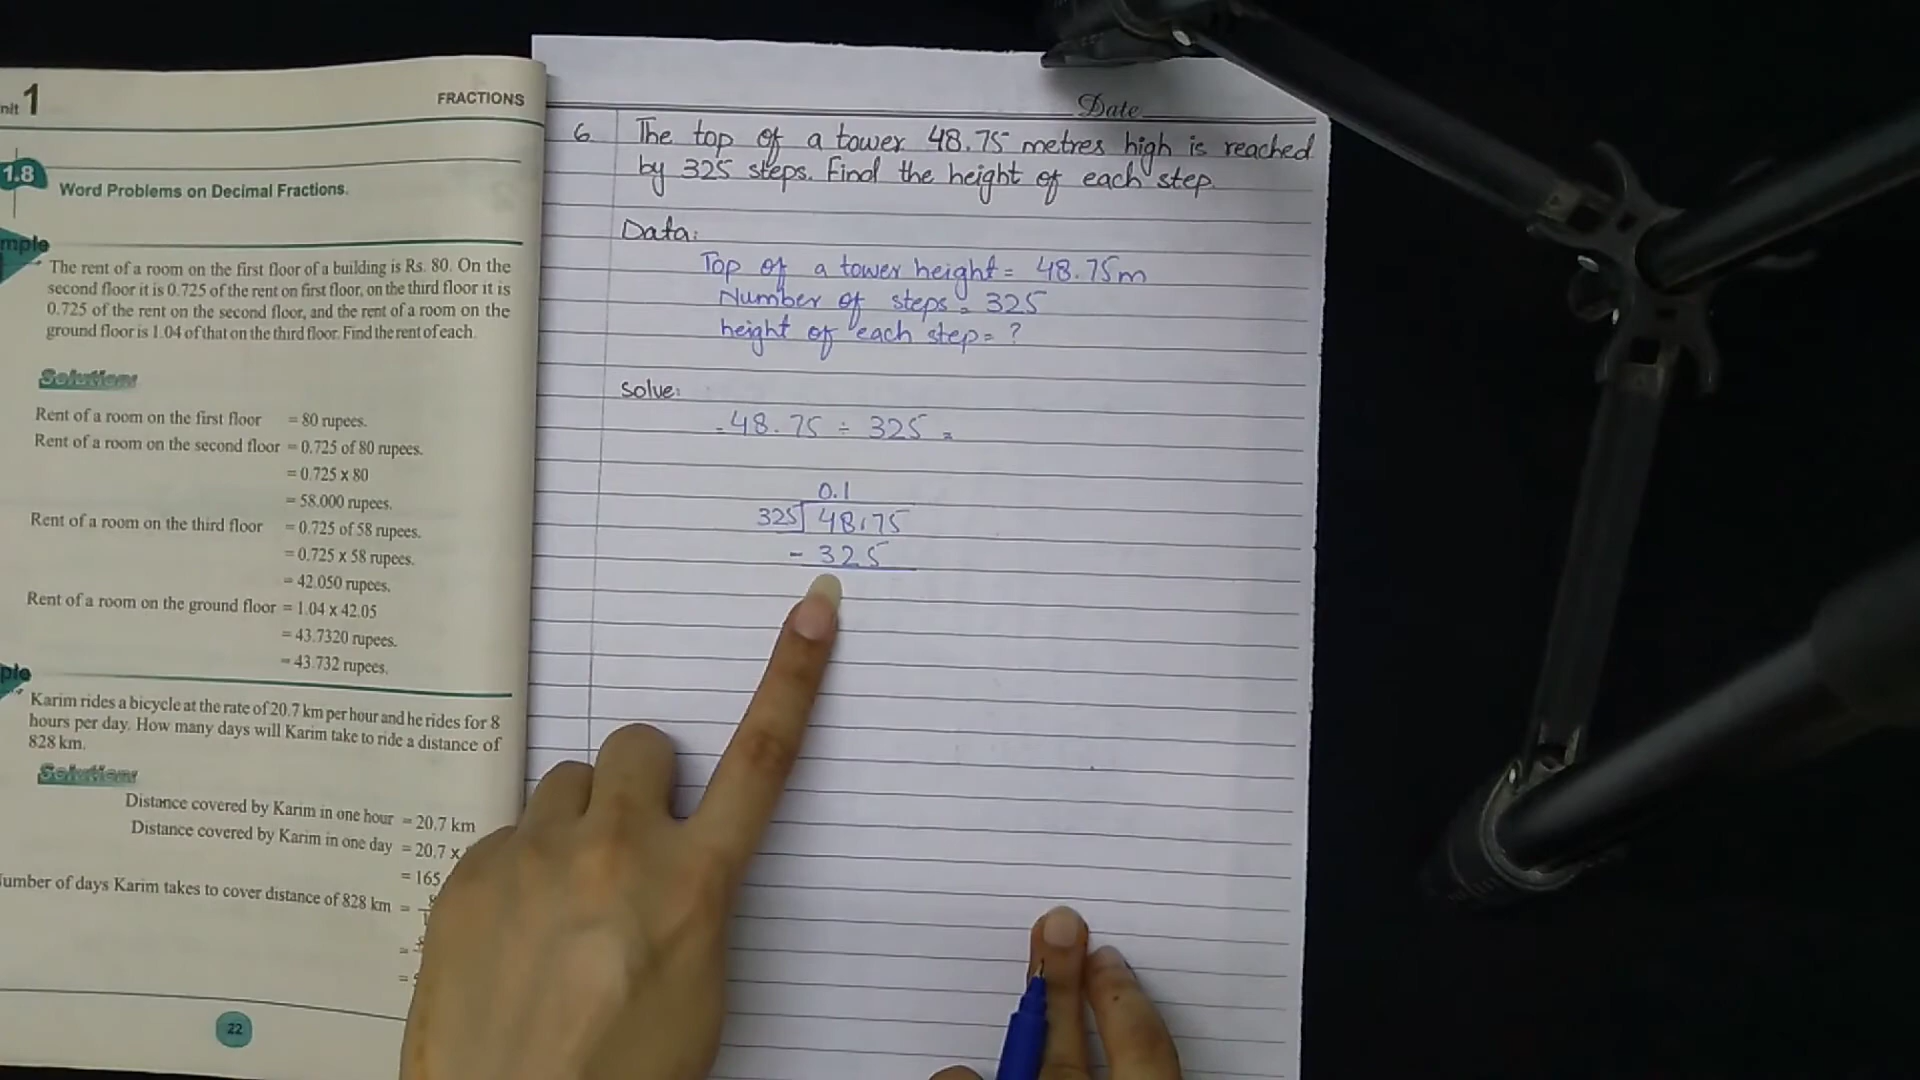 nit 1
FRACTIONS
1.8
Word Problems on Decimal Fractions.
mple
The rent of a room on the first floor of a building is Rs. 80. On the
second floor it is 0.725 of the rent on first floor, on the third floor it is
0.725 of the rent on the second floor, and the rent of a room on the
ground floor is 1.04 of that on the third floor. Find the rent of each.
Solution:
Rent of a room on the first floor = 80 rupees.
Rent of a room on the second floor = 0.725 of 80 rupees.
= 0.725 x 80
= 58.000 rupees.
Rent of a room on the third floor = 0.725 of 58 rupees.
= 0.725 x 58 rupees.
= 42.050 rupees.
Rent of a room on the ground floor = 1.04 x 42.05
= 43.7320 rupees.
= 43.732 rupees.
ple
Karim rides a bicycle at the rate of 20.7 km per hour and he rides for 8
hours per day. How many days will Karim take to ride a distance of
828 km.
Solution:
Distance covered by Karim in one hour = 20.7 km
Distance covered by Karim in one day = 20.7 x
= 165
umber of days Karim takes to cover distance of 828 km =
=
=
22
Date
6 The top of a tower 48.75 metres high is reached
by 325 steps. Find the height of each step.
Data:
Top of a tower height = 48.75m
Number of steps = 325
height of each step = ?
Solve:
= 48.75 ÷ 325 =
0.1
325 48.75
- 325